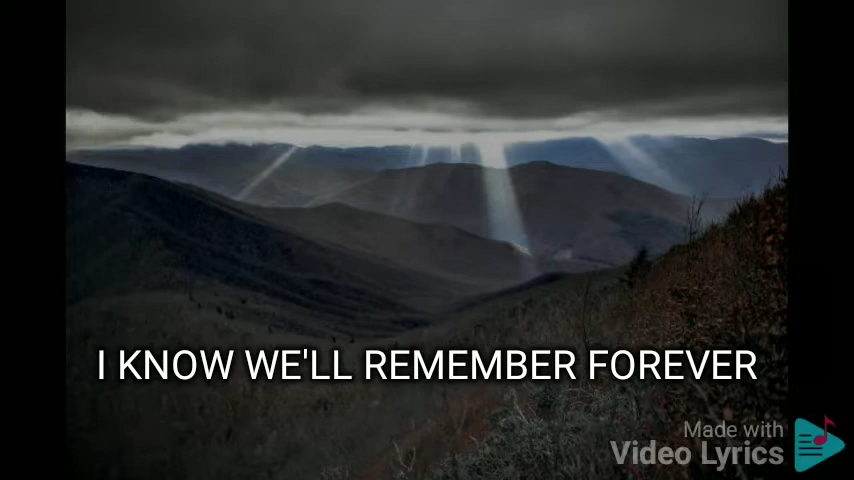 I KNOW WE'LL REMEMBER FOREVER
Made with
Video Lyrics